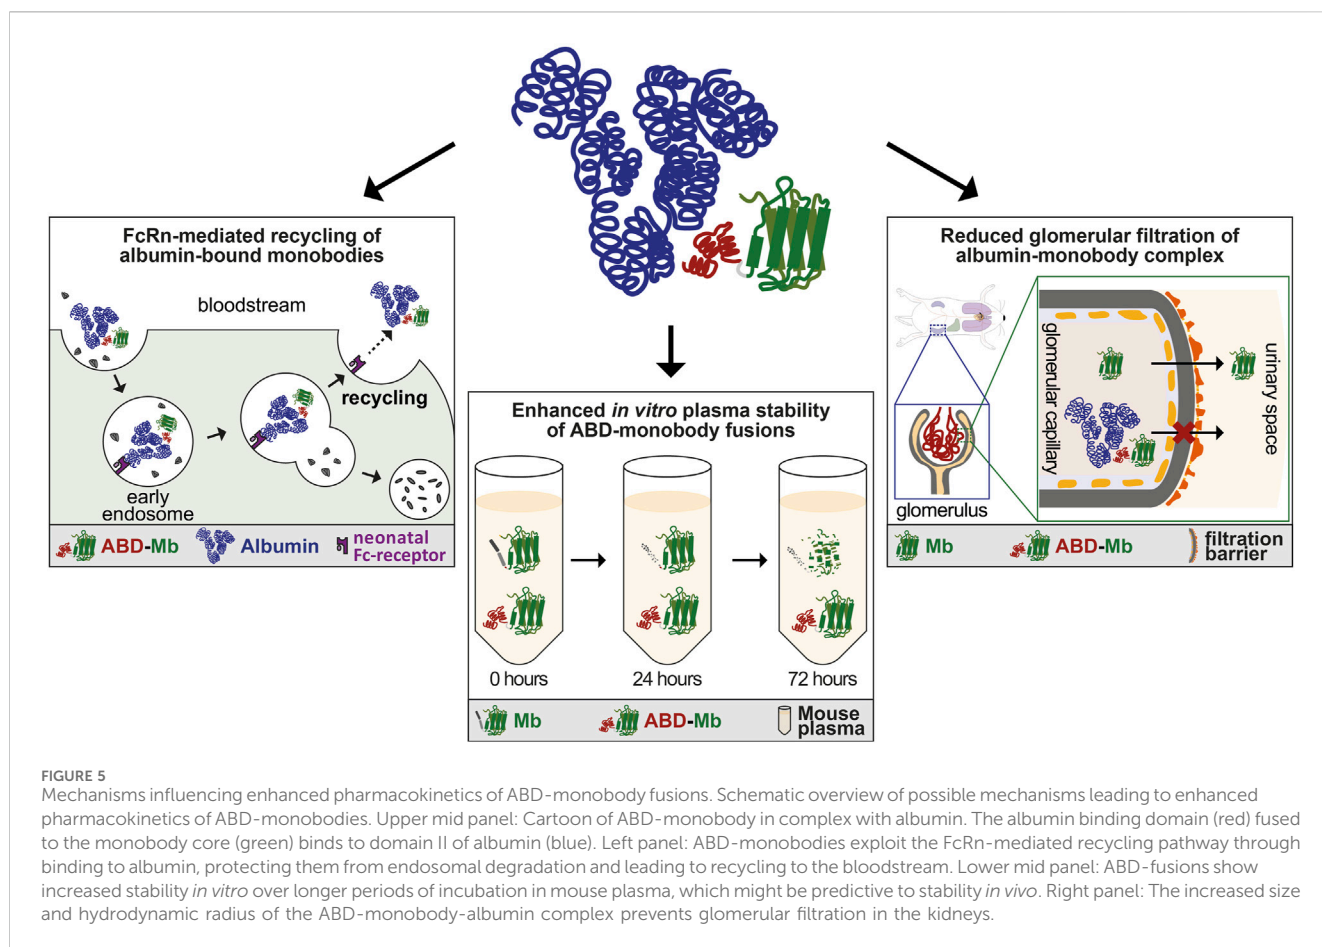 FcRn-mediated recycling of
albumin-bound monobodies
bloodstream
recycling
early
endosome
ABD-Mb
Albumin
neonatal
Fc-receptor
Enhanced in vitro plasma stability
of ABD-monobody fusions
0 hours
24 hours
72 hours
Mb
ABD-Mb
Mouse
plasma
Reduced glomerular filtration of
albumin-monobody complex
glomerular capillary
urinary space
glomerulus
Mb
ABD-Mb
filtration
barrier
FIGURE 5
Mechanisms influencing enhanced pharmacokinetics of ABD-monobody fusions. Schematic overview of possible mechanisms leading to enhanced
pharmacokinetics of ABD-monobodies. Upper mid panel: Cartoon of ABD-monobody in complex with albumin. The albumin binding domain (red) fused
to the monobody core (green) binds to domain II of albumin (blue). Left panel: ABD-monobodies exploit the FcRn-mediated recycling pathway through
binding to albumin, protecting them from endosomal degradation and leading to recycling to the bloodstream. Lower mid panel: ABD-fusions show
increased stability in vitro over longer periods of incubation in mouse plasma, which might be predictive to stability in vivo. Right panel: The increased size
and hydrodynamic radius of the ABD-monobody-albumin complex prevents glomerular filtration in the kidneys.